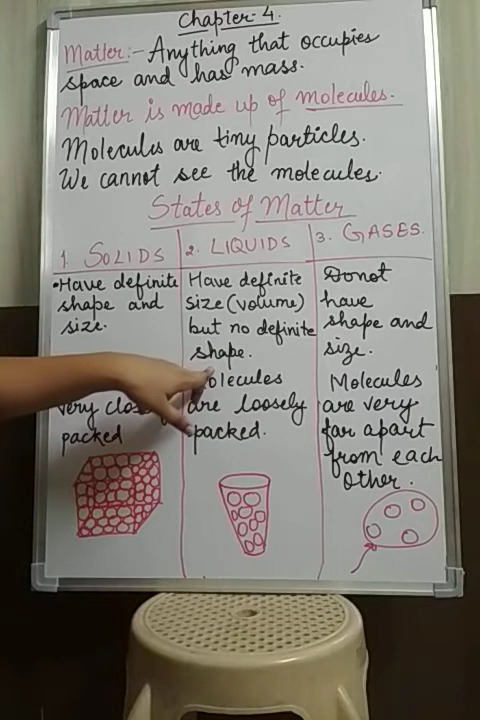 Chapter 4.
Matter:- Anything that occupies
space and has mass.
Matter is made up of molecules.
Molecules are tiny particles.
We cannot see the molecules.
States of Matter
1. SOLIDS
•Have definite
shape and
size.
very
packed
2. LIQUIDS
Have definite
size (volume)
but no definite
shape.
are loosely
packed.
3. GASES.
Donot
have
shape and
size.
Molecules
are very
far apart
from each
other.